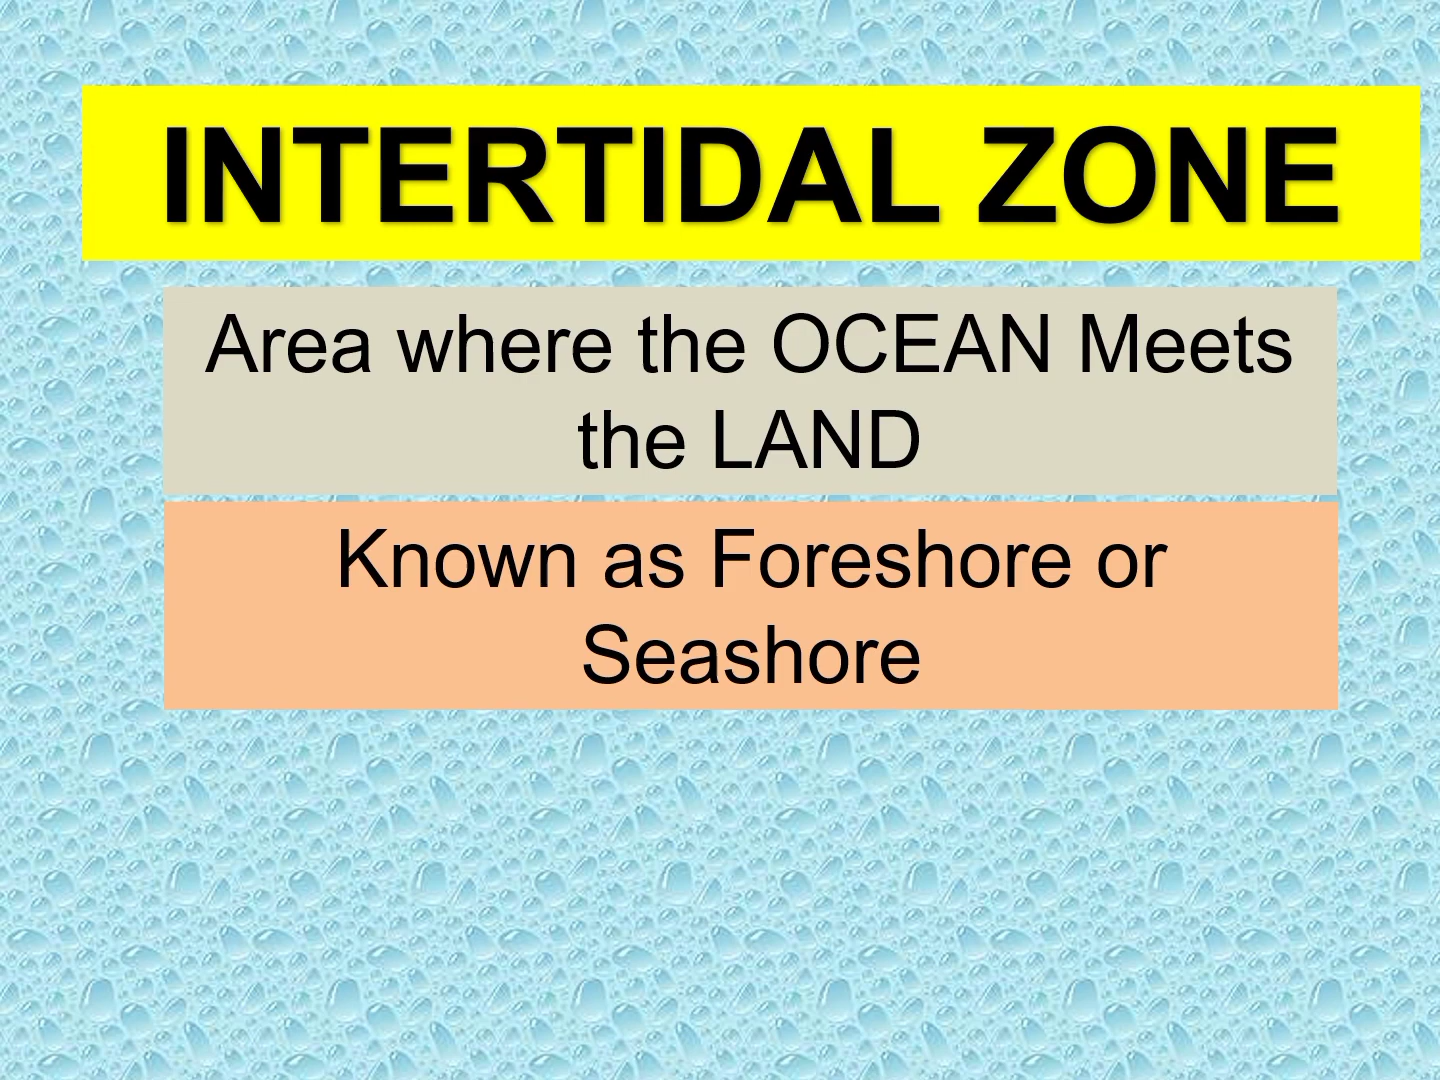 INTERTIDAL ZONE
Area where the OCEAN Meets
the LAND
Known as Foreshore or
Seashore